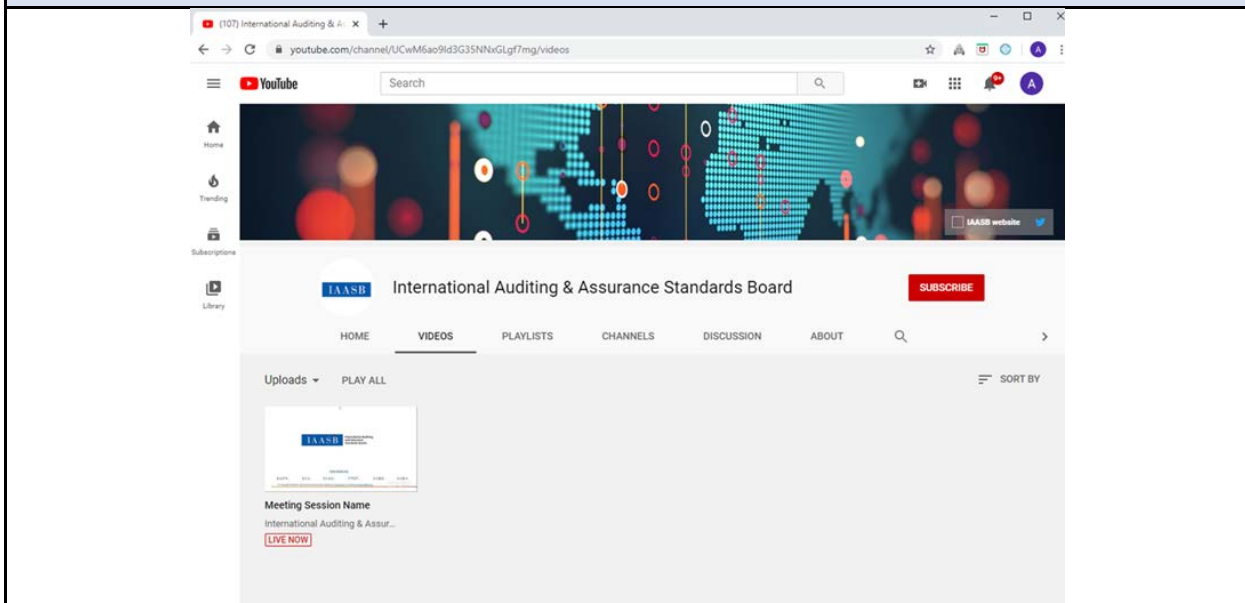 (107) International Auditing & As
youtube.com/channel/UCwM6ao9Id3G35NNxGLgf7mg/videos
YouTube
Search
9+
A
Home
Trending
Subscriptions
Library
IAASB website
IAASB
International Auditing & Assurance Standards Board
SUBSCRIBE
HOME VIDEOS PLAYLISTS CHANNELS DISCUSSION ABOUT
Uploads PLAY ALL SORT BY
IAASB
Meeting Session Name
International Auditing & Assur...
LIVE NOW